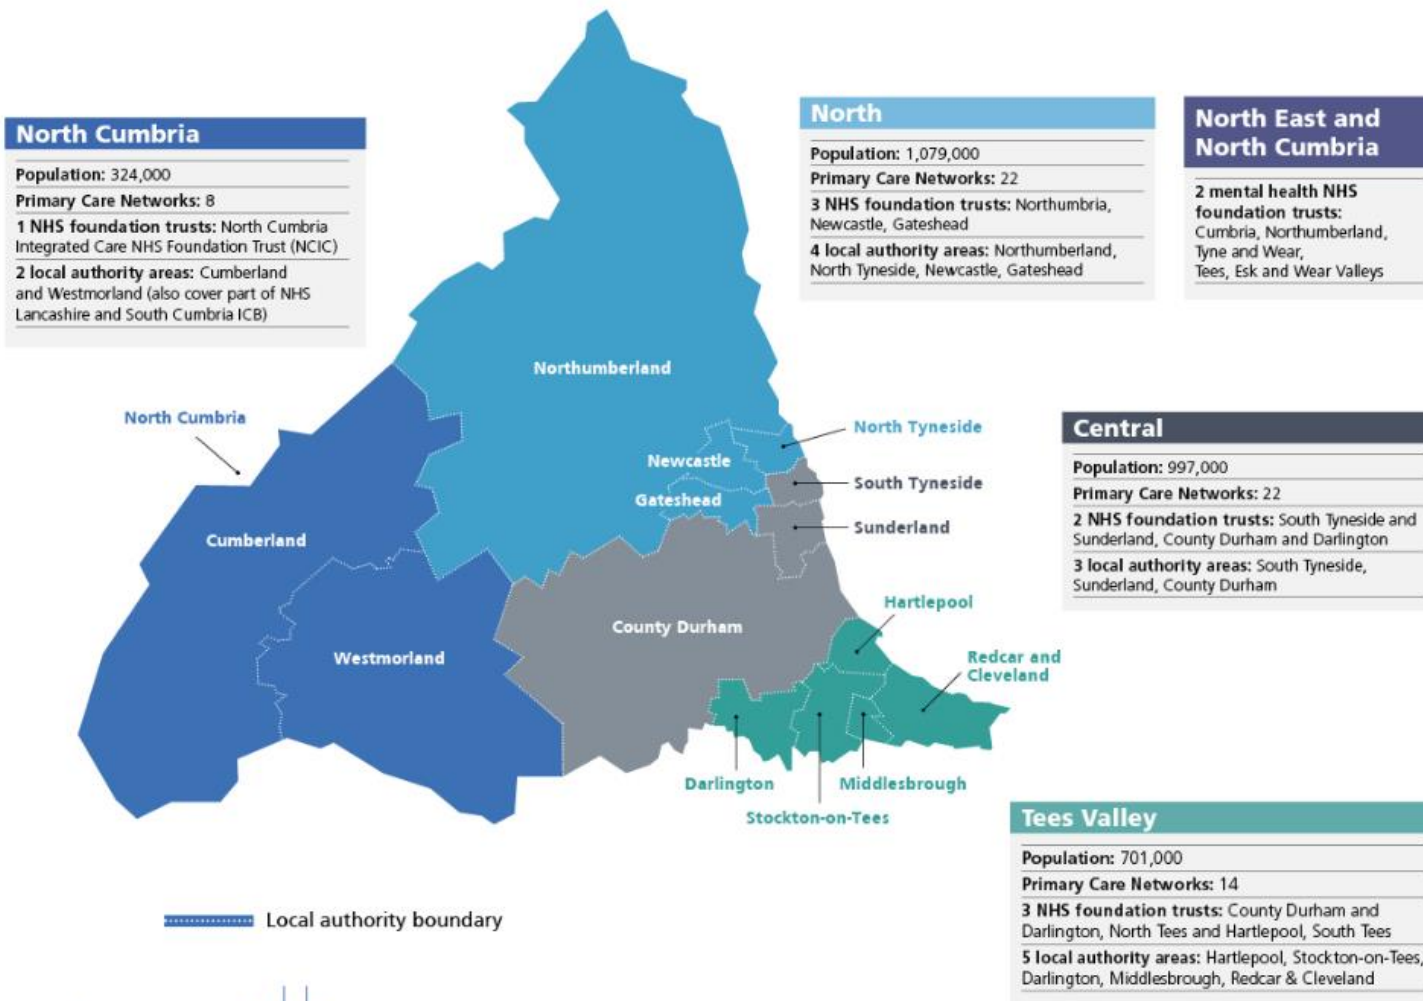 North Cumbria
Population: 324,000
Primary Care Networks: 8
1 NHS foundation trusts: North Cumbria
Integrated Care NHS Foundation Trust (NCIC)
2 local authority areas: Cumberland
and Westmorland (also cover part of NHS
Lancashire and South Cumbria ICB)
North
Population: 1,079,000
Primary Care Networks: 22
3 NHS foundation trusts: Northumbria,
Newcastle, Gateshead
4 local authority areas: Northumberland,
North Tyneside, Newcastle, Gateshead
North East and
North Cumbria
2 mental health NHS
foundation trusts:
Cumbria, Northumberland,
Tyne and Wear,
Tees, Esk and Wear Valleys
Northumberland
North Cumbria
North Tyneside
Newcastle
South Tyneside
Gateshead
Sunderland
Cumberland
Hartlepool
County Durham
Westmorland
Redcar and
Cleveland
Darlington
Middlesbrough
Stockton-on-Tees
Central
Population: 997,000
Primary Care Networks: 22
2 NHS foundation trusts: South Tyneside and
Sunderland, County Durham and Darlington
3 local authority areas: South Tyneside,
Sunderland, County Durham
Tees Valley
Population: 701,000
Primary Care Networks: 14
3 NHS foundation trusts: County Durham and
Darlington, North Tees and Hartlepool, South Tees
5 local authority areas: Hartlepool, Stockton-on-Tees,
Darlington, Middlesbrough, Redcar & Cleveland
Local authority boundary